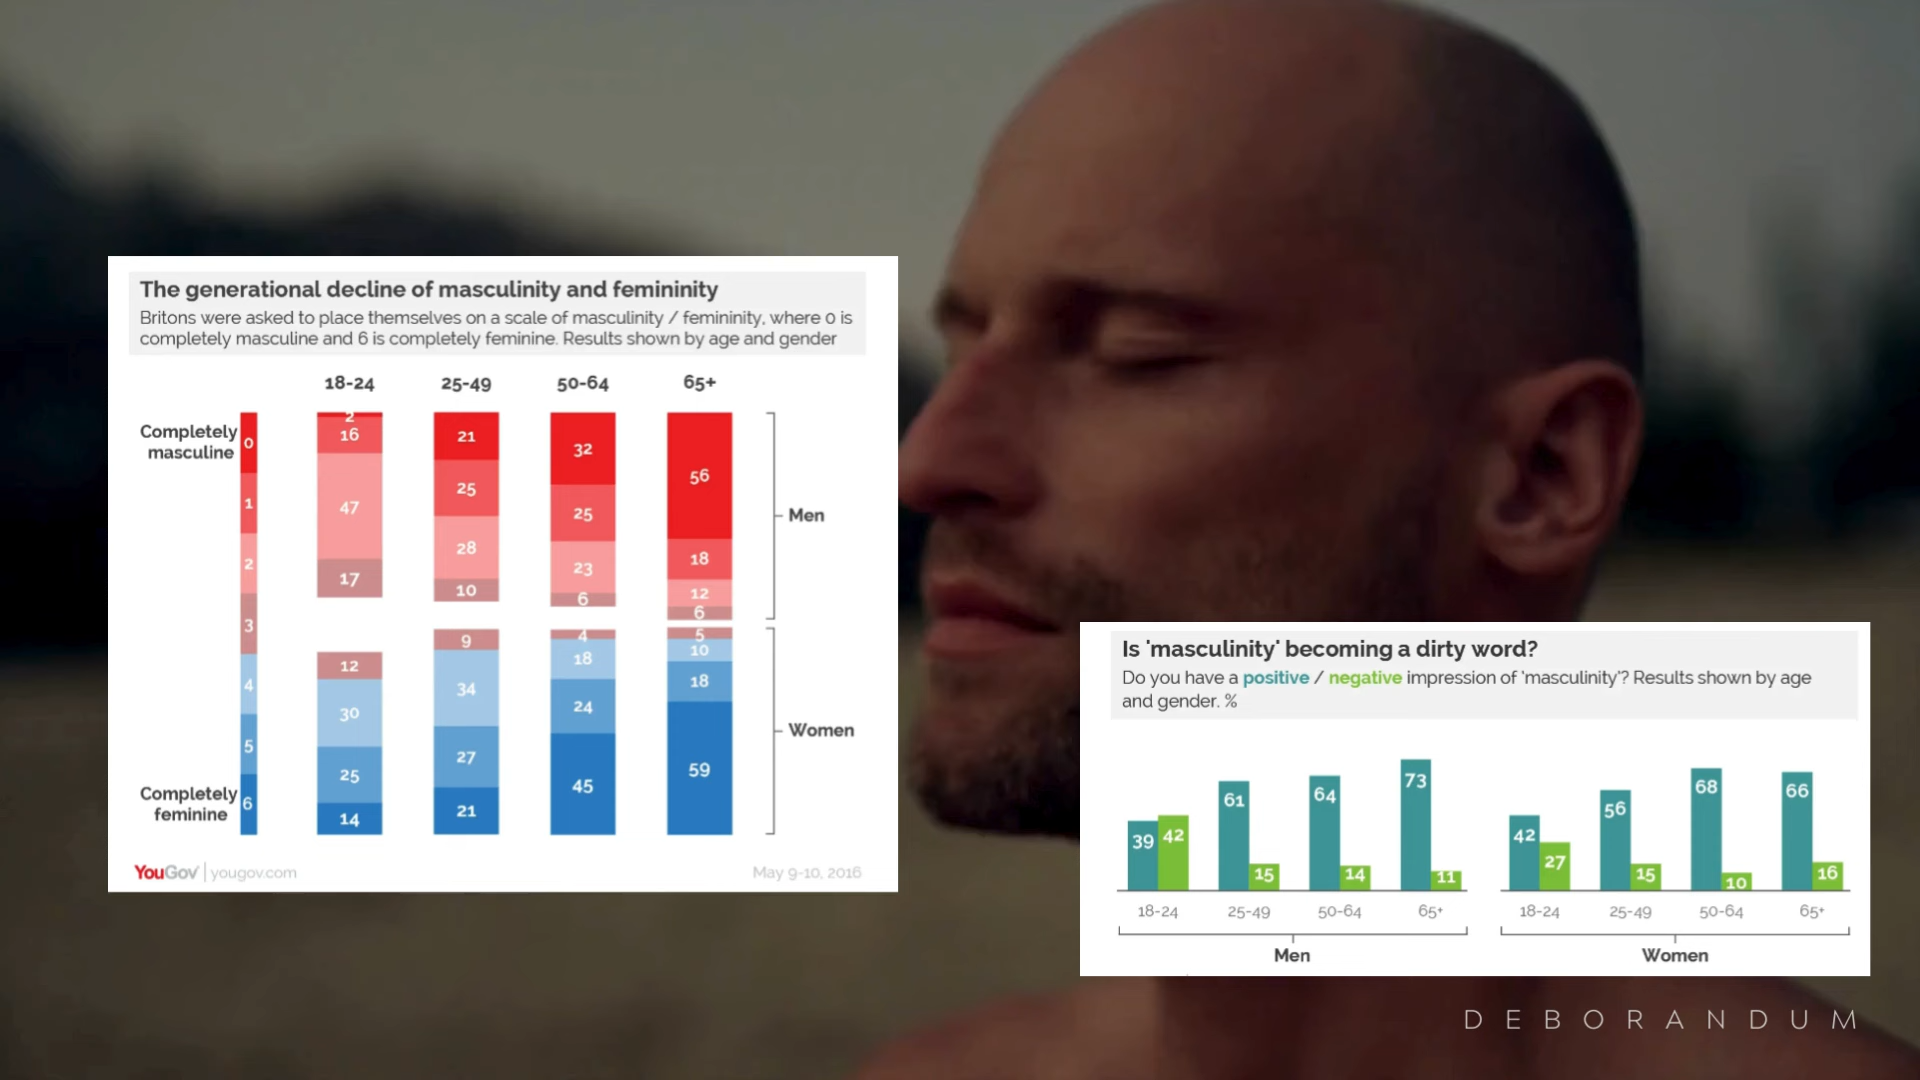 The generational decline of masculinity and femininity
Britons were asked to place themselves on a scale of masculinity / femininity, where 0 is
completely masculine and 6 is completely feminine. Results shown by age and gender
18-24 25-49 50-64 65+
Completely
masculine
0
1
2
3
4
5
6
Completely
feminine
2
16
47
17
12
30
25
14
21
25
28
10
9
34
27
21
32
25
23
6
4
18
24
45
56
18
12
6
5
10
18
59
Men
Women
YouGov yougov.com
May 9-10, 2016
Is 'masculinity' becoming a dirty word?
Do you have a positive / negative impression of 'masculinity'? Results shown by age
and gender. %
39 42 61 15 64 14 73 11 42 27 56 15 68 10 66 16
18-24 25-49 50-64 65+ 18-24 25-49 50-64 65+
Men Women
DEBORANDUM